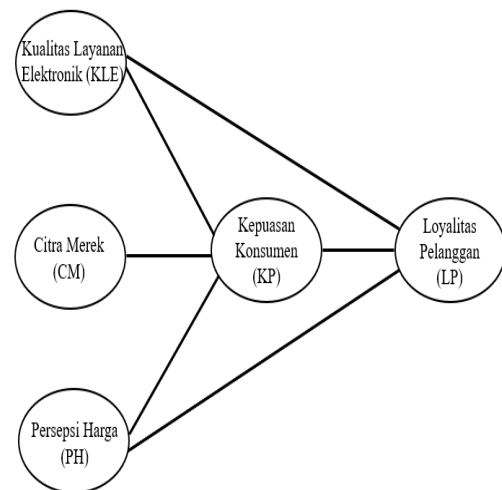 Kualitas Layanan
Elektronik (KLE)
Citra Merek
(CM)
Kepuasan
Konsumen
(KP)
Loyalitas
Pelanggan
(LP)
Persepsi Harga
(PH)